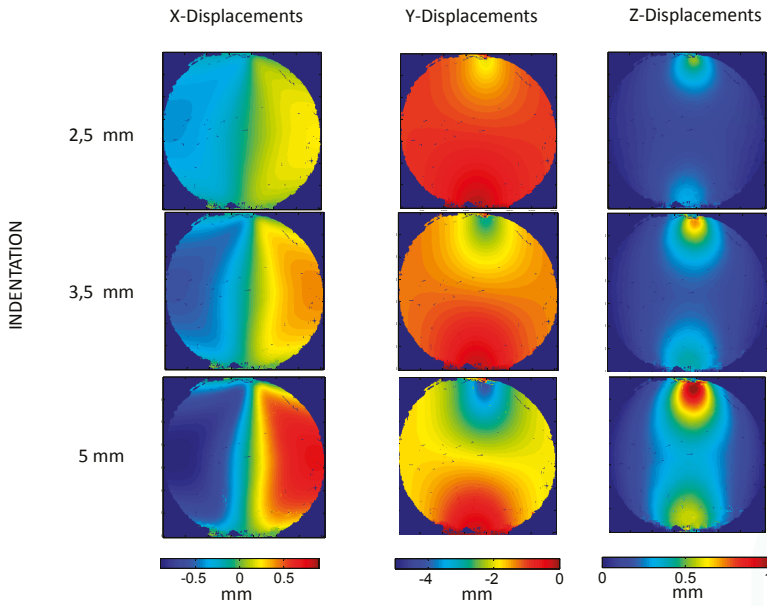 X-Displacements Y-Displacements Z-Displacements
2,5 mm
3,5 mm
INDENTATION
5 mm
-0.5 0 0.5 -4 -2 0 0 0.5 1
mm mm mm